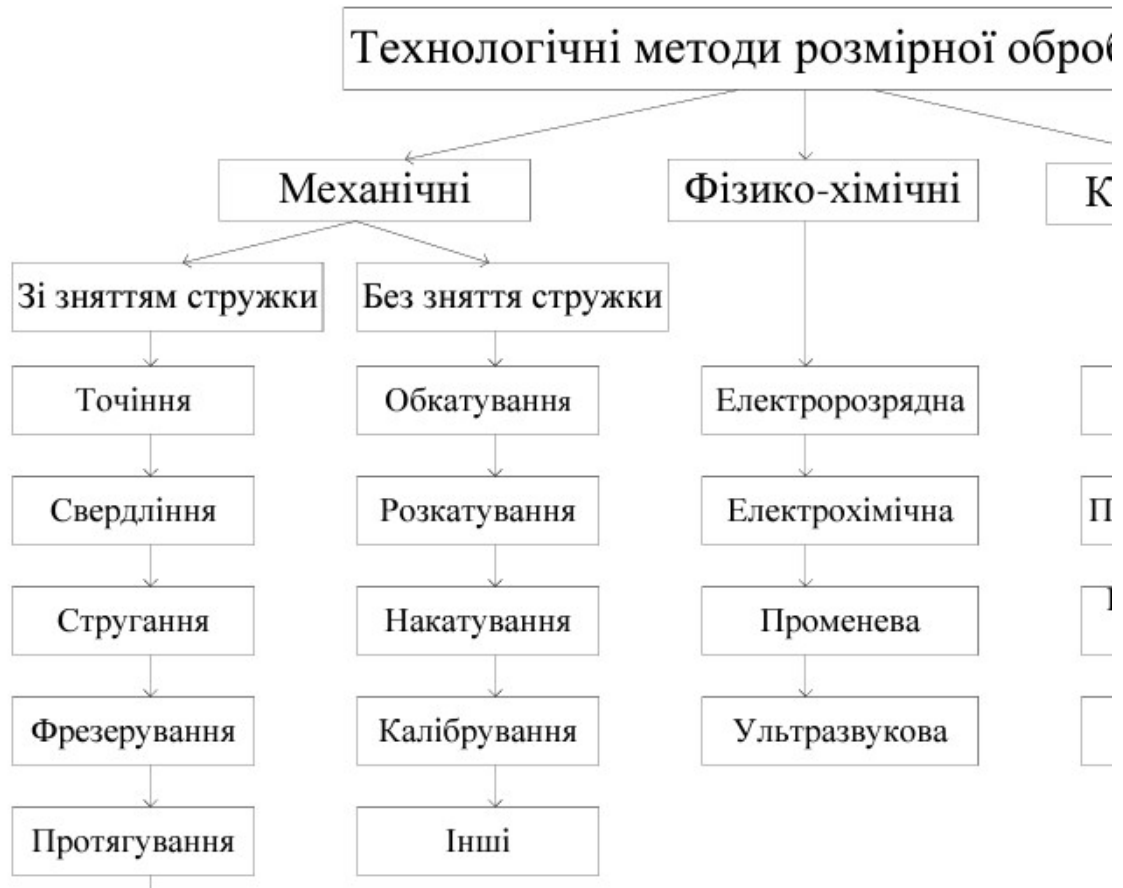 Технологічні методи розмірної
Механічні
Фізико-хімічні
Зі зняттям стружки
Без зняття стружки
Точіння
Обкатування
Електророзрядна
Свердління
Розкатування
Електрохімічна
Стругання
Накатування
Променева
Фрезерування
Калібрування
Ультразвукова
Протягування
Інші